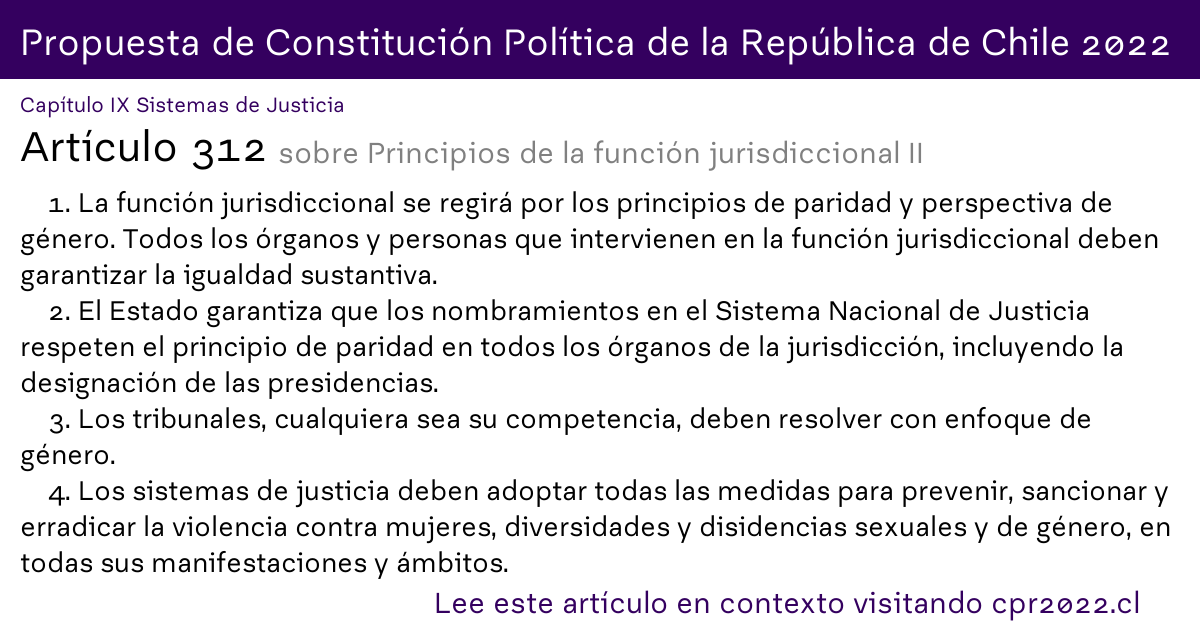 Propuesta de Constitución Política de la República de Chile 2022
Capítulo IX Sistemas de Justicia
Artículo 312 sobre Principios de la función jurisdiccional II
1. La función jurisdiccional se regirá por los principios de paridad y perspectiva de
género. Todos los órganos y personas que intervienen en la función jurisdiccional deben
garantizar la igualdad sustantiva.
2. El Estado garantiza que los nombramientos en el Sistema Nacional de Justicia
respeten el principio de paridad en todos los órganos de la jurisdicción, incluyendo la
designación de las presidencias.
3. Los tribunales, cualquiera sea su competencia, deben resolver con enfoque de
género.
4. Los sistemas de justicia deben adoptar todas las medidas para prevenir, sancionar y
erradicar la violencia contra mujeres, diversidades y disidencias sexuales y de género, en
todas sus manifestaciones y ámbitos.
Lee este artículo en contexto visitando cpr2022.cl